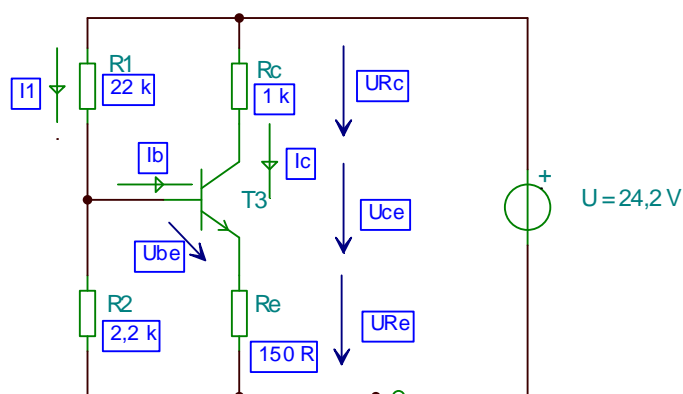 R1
22 k
I1
Rc
1 k
URc
Ib
Ic
T3
Uce
+
U = 24,2 V
Ube
R2
2,2 k
Re
150 R
URe